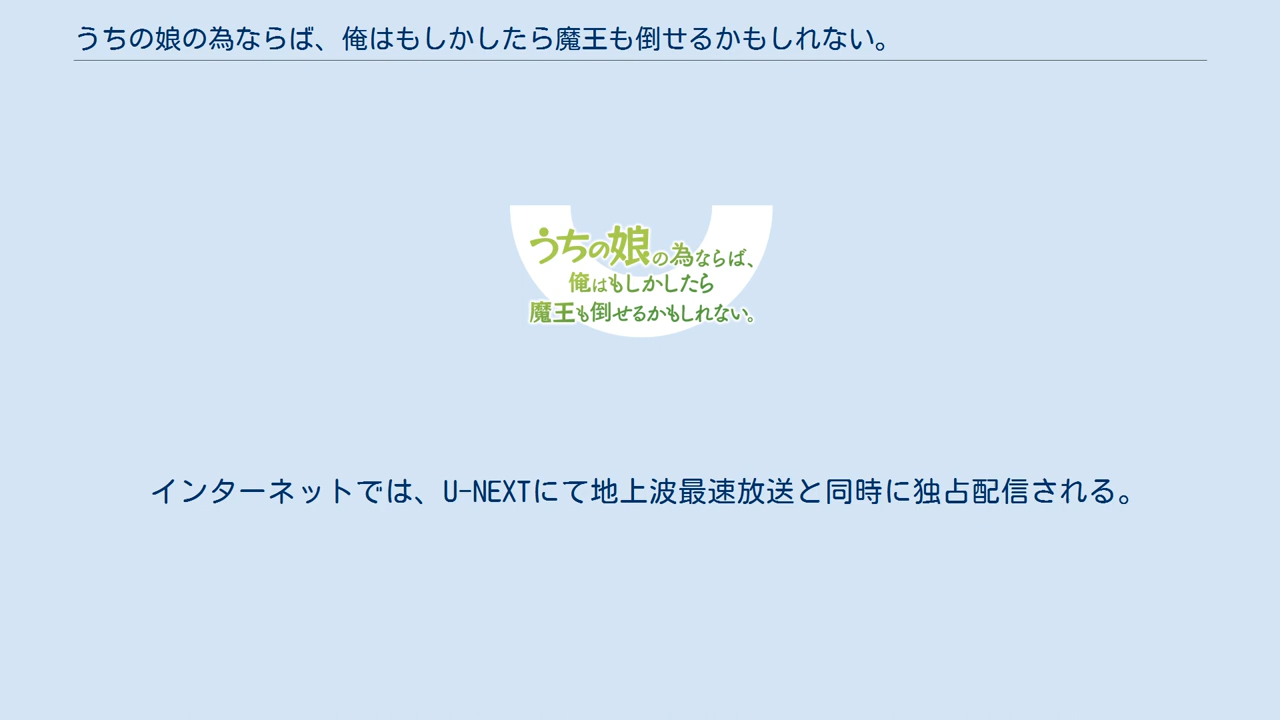 うちの娘の為ならば、俺はもしかしたら魔王も倒せるかもしれない。
うちの娘の為ならば、
俺はもしかしたら
魔王も倒せるかもしれない。
インターネットでは、U-NEXTにて地上波最速放送と同時に独占配信される。